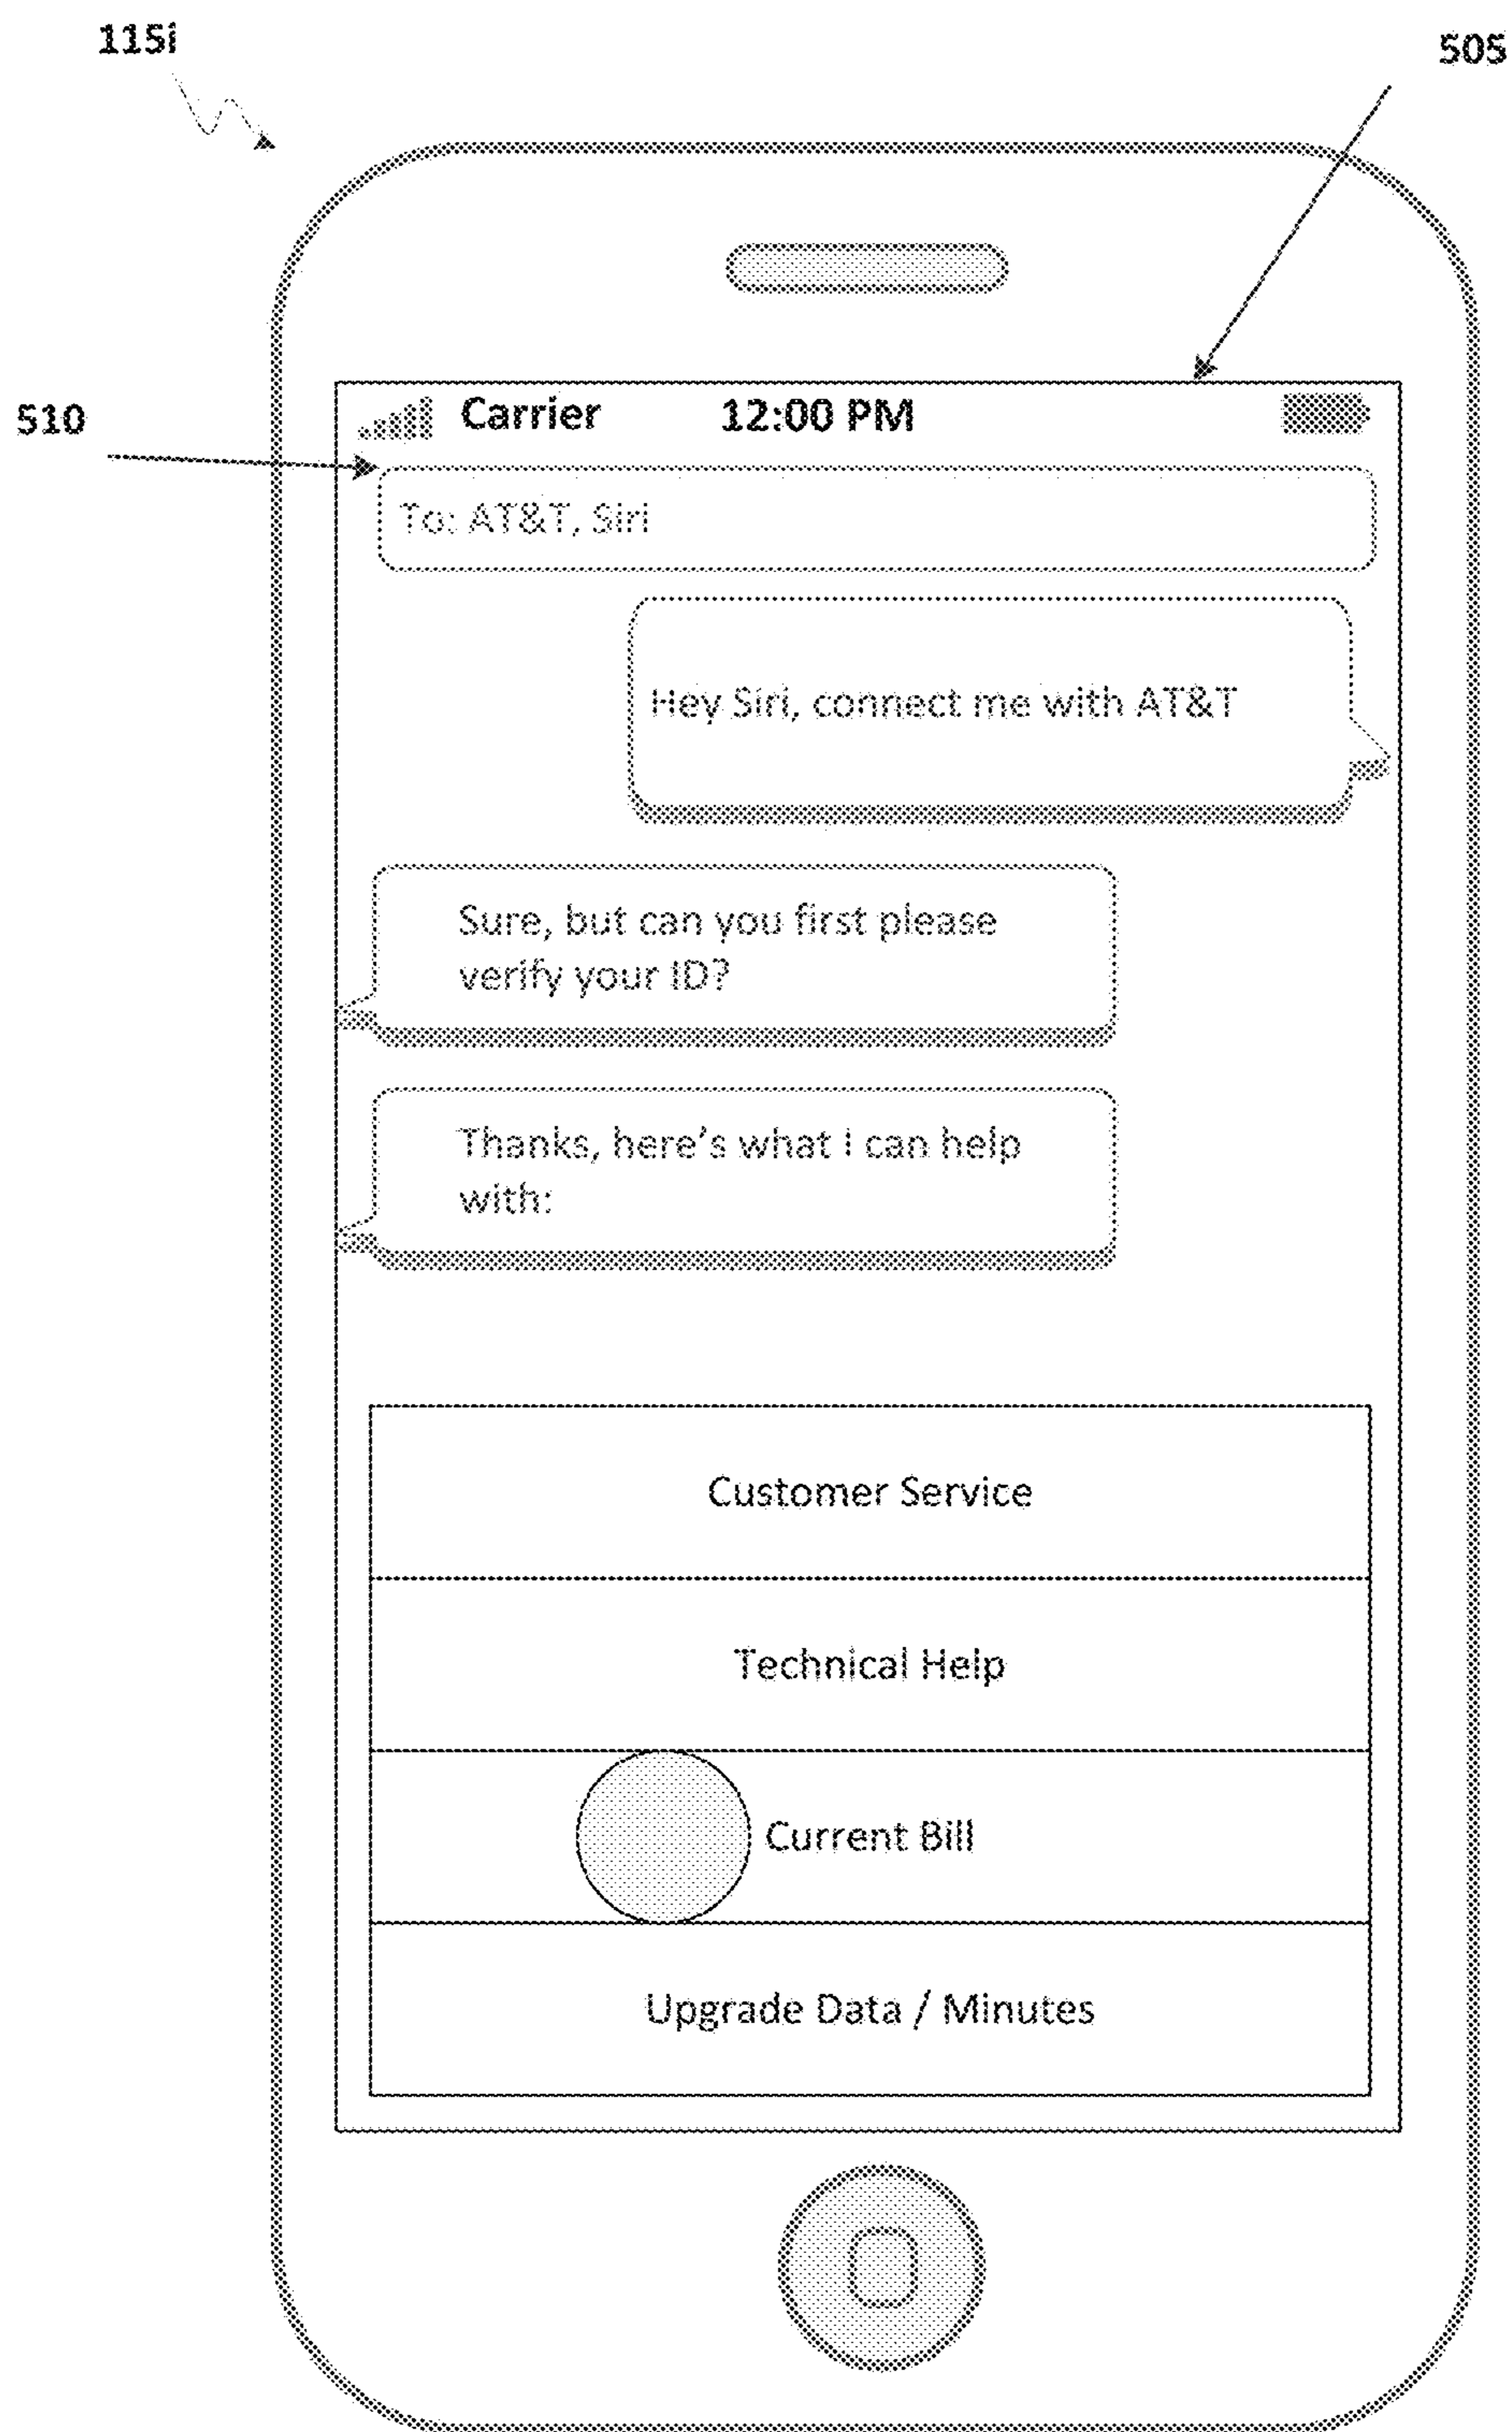 115i
505
510
Carrier 12:00 PM
To: AT&T, Siri
Hey Siri, connect me with AT&T
Sure, but can you first please
verify your ID?
Thanks, here's what I can help
with:
Customer Service
Technical Help
Current Bill
Upgrade Data / Minutes